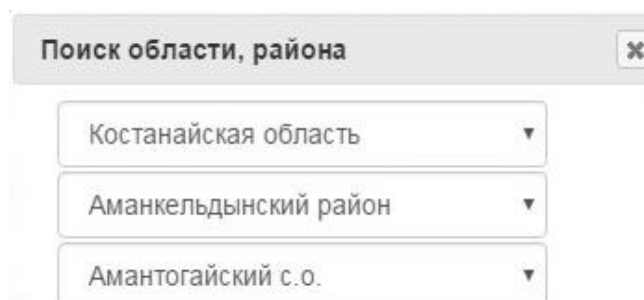 Поиск области, района
Костанайская область
Аманкельдынский район
Амантогайский с.о.